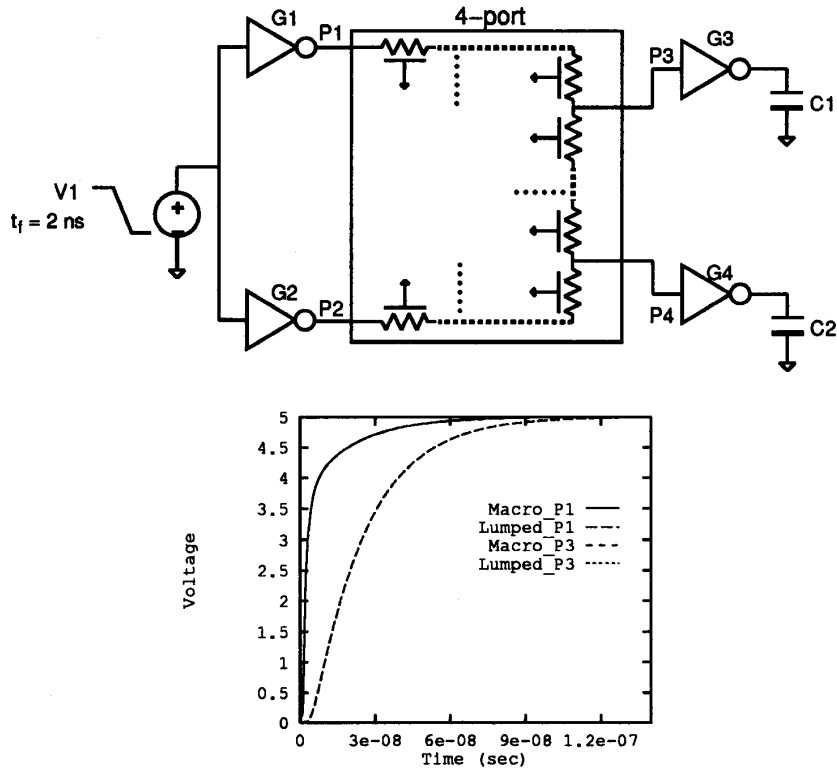 4-port
G1
P1
P3
G3
C1
V1
t_f = 2 ns
G2
P2
G4
P4
C2
5
4.5
4
3.5
3
2.5
2
1.5
1
0.5
0
Voltage
Macro_P1
Lumped_P1
Macro_P3
Lumped_P3
0 3e-08 6e-08 9e-08 1.2e-07
Time (sec)